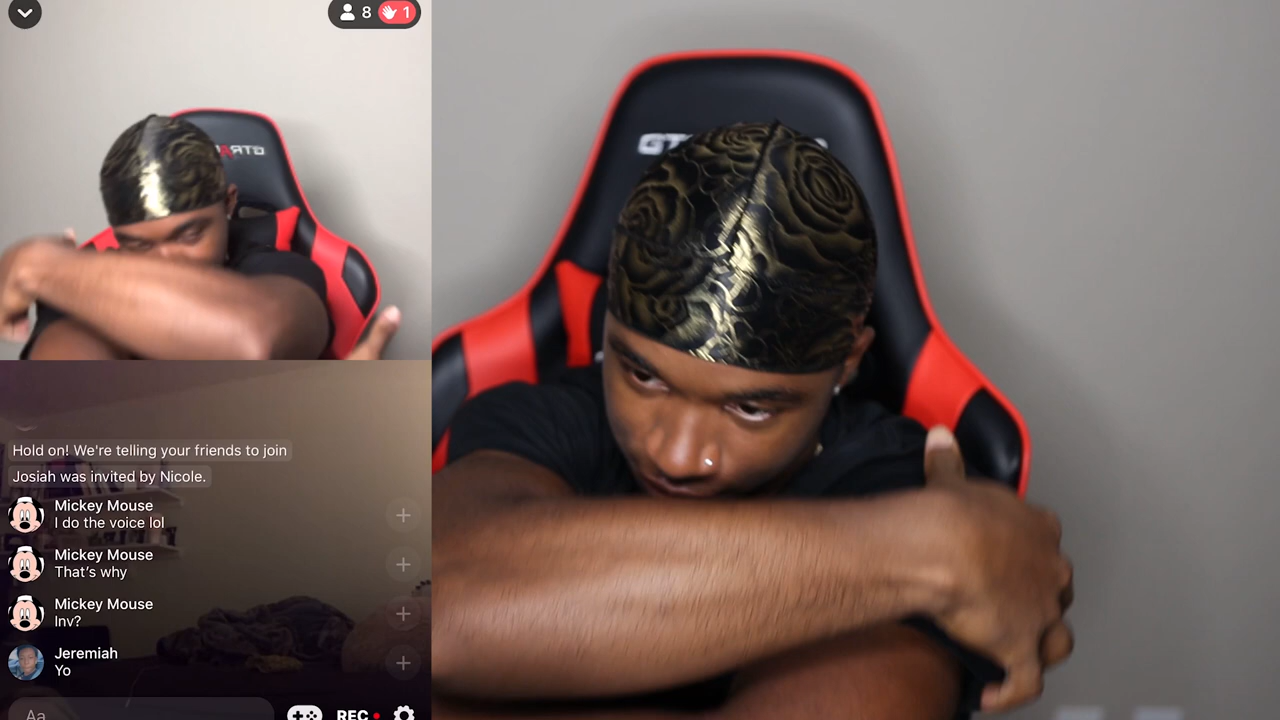 8 1
Hold on! We're telling your friends to join
Josiah was invited by Nicole.
Mickey Mouse
I do the voice lol
Mickey Mouse
That's why
Mickey Mouse
Inv?
Jeremiah
Yo
Aa
REC